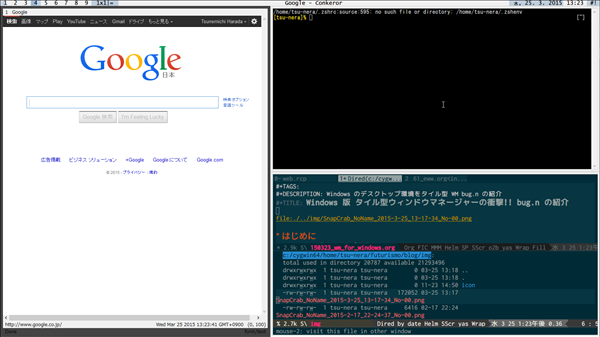 1 2 3 4 5 6 7 8 9 1x1|= Google - Conkeror 水, 25. 3. 2015 13:23
1 Google
検索 画像 マップ Play YouTube ニュース Gmail ドライブ もっと見る Tsunemichi Harada
Google
日本
検索オプション
言語ツール
Google 検索 I'm Feeling Lucky
広告掲載 ビジネス ソリューション +Google Googleについて Google.com
© 2015 - プライバシー - 規約
http://www.google.co.jp/ Wed Mar 25 2015 13:23:41 GMT+0900 (0, 100)
Done
/home/tsu-nera/.zshrc:source:595: no such file or directory: /home/tsu-nera/.zshenv
[tsu-nera]% [~]
#+TAGS:
#+DESCRIPTION: Windows のデスクトップ環境をタイル型 WM bug.n の紹介
#+TITLE: Windows 版 タイル型ウィンドウマネージャーの衝撃!! bug.n の紹介
file:./../img/SnapCrab_NoName_2015-3-25_13-17-34_No-00.png
* はじめに
2.9k S\ 150323_wm_for_windows.org Org FIC MMM Helm SP SScr o2b yas Wrap Fill 水 3 25 1:23午
c:/cygwin64/home/tsu-nera/futurismo/blog/img
total used in directory 20787 available 21293496
drwxrwxrwx 1 tsu-nera tsu-nera 0 03-25 13:18 .
drwxrwxrwx 1 tsu-nera tsu-nera 0 03-25 13:18 ..
drwxrwxrwx 1 tsu-nera tsu-nera 0 11-23 14:50 icon
-rw-rw-rw- 1 tsu-nera tsu-nera 172052 03-25 13:17
SnapCrab_NoName_2015-3-25_13-17-34_No-00.png
-rw-rw-rw- 1 tsu-nera tsu-nera 6416 02-17 22:24
SnapCrab_NoName_2015-2-17_22-24-37_No-00.png
% 2.7k S\ img Dired by date Helm SScr yas Wrap 水 3 25 1:23午後 0.36 6 : 5
mouse-2: visit this file in other window